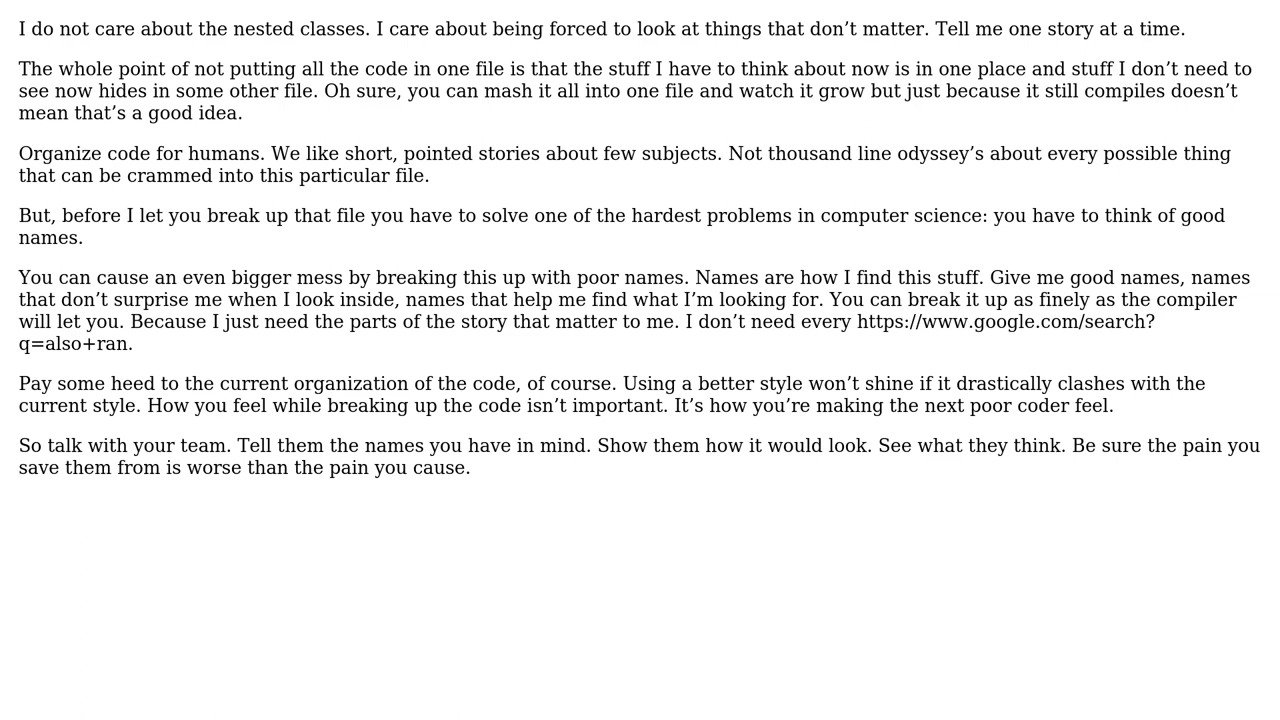 I do not care about the nested classes. I care about being forced to look at things that don’t matter. Tell me one story at a time.
The whole point of not putting all the code in one file is that the stuff I have to think about now is in one place and stuff I don’t need to
see now hides in some other file. Oh sure, you can mash it all into one file and watch it grow but just because it still compiles doesn’t
mean that’s a good idea.
Organize code for humans. We like short, pointed stories about few subjects. Not thousand line odyssey’s about every possible thing
that can be crammed into this particular file.
But, before I let you break up that file you have to solve one of the hardest problems in computer science: you have to think of good
names.
You can cause an even bigger mess by breaking this up with poor names. Names are how I find this stuff. Give me good names, names
that don’t surprise me when I look inside, names that help me find what I’m looking for. You can break it up as finely as the compiler
will let you. Because I just need the parts of the story that matter to me. I don’t need every https://www.google.com/search?
q=also+ran.
Pay some heed to the current organization of the code, of course. Using a better style won’t shine if it drastically clashes with the
current style. How you feel while breaking up the code isn’t important. It’s how you’re making the next poor coder feel.
So talk with your team. Tell them the names you have in mind. Show them how it would look. See what they think. Be sure the pain you
save them from is worse than the pain you cause.